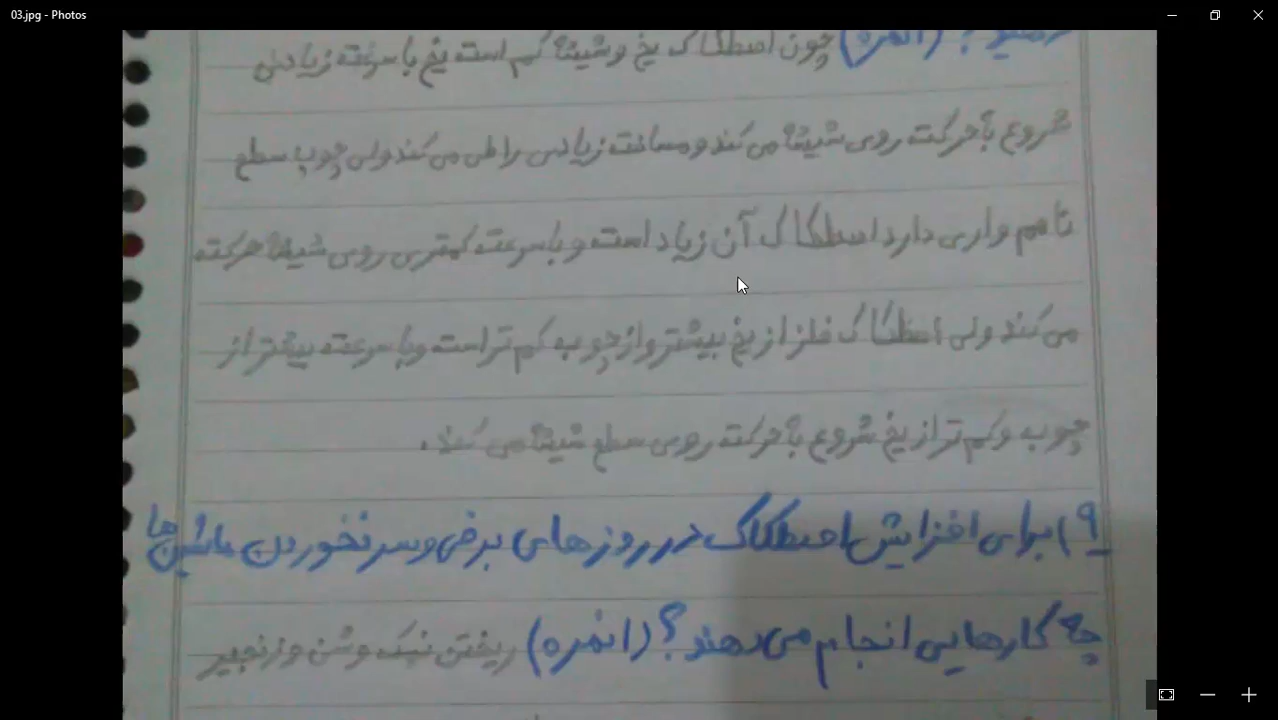 03.jpg - Photos
دهید؟ (۱نمره) چون اصطکاک یخ و شیشه کم است یخ با سرعت زیادی
شروع به حرکت روی شیشه می کند و مسافت زیادی را طی می کند ولی چوب سطح
ناهمواری دارد اصطکاک آن زیاد است و با سرعت کمتری روی شیشه حرکت
می کند ولی اصطکاک فلز از یخ بیشتر و از چوب کم تر است و با سرعت بیشتر از
چوب و کم تر از یخ شروع به حرکت روی سطح شیشه می کند.
۹) برای افزایش اصطکاک در روزهای برفی و سر نخوردن ماشین ها
چه کارهایی انجام می دهند؟ (۱نمره) ریختن نمک و شن و زنجیر